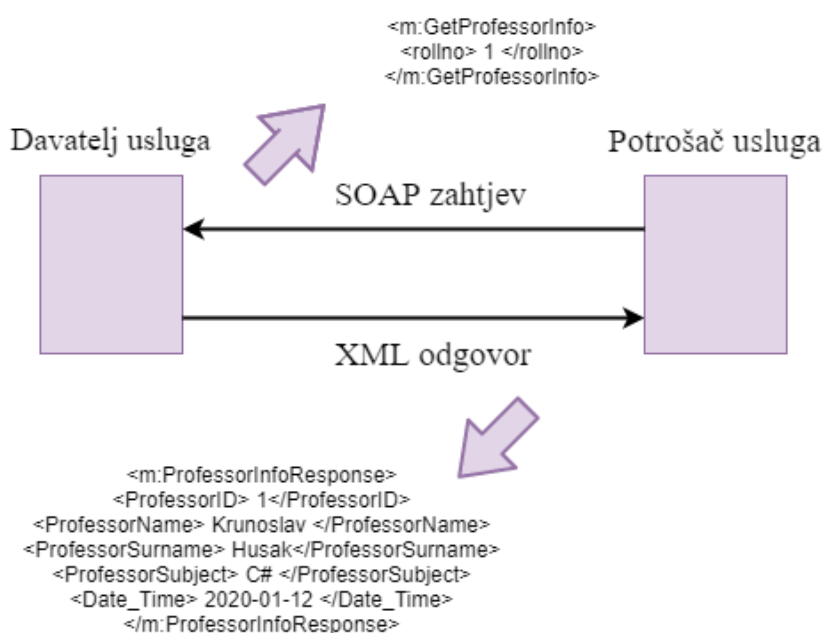 <m:GetProfessorInfo>
<rollno> 1 </rollno>
</m:GetProfessorInfo>
Davatelj usluga
Potrošač usluga
SOAP zahtjev
XML odgovor
<m:ProfessorInfoResponse>
<ProfessorID> 1</ProfessorID>
<ProfessorName> Krunoslav </ProfessorName>
<ProfessorSurname> Husak</ProfessorSurname>
<ProfessorSubject> C# </ProfessorSubject>
<Date_Time> 2020-01-12 </Date_Time>
</m:ProfessorInfoResponse>